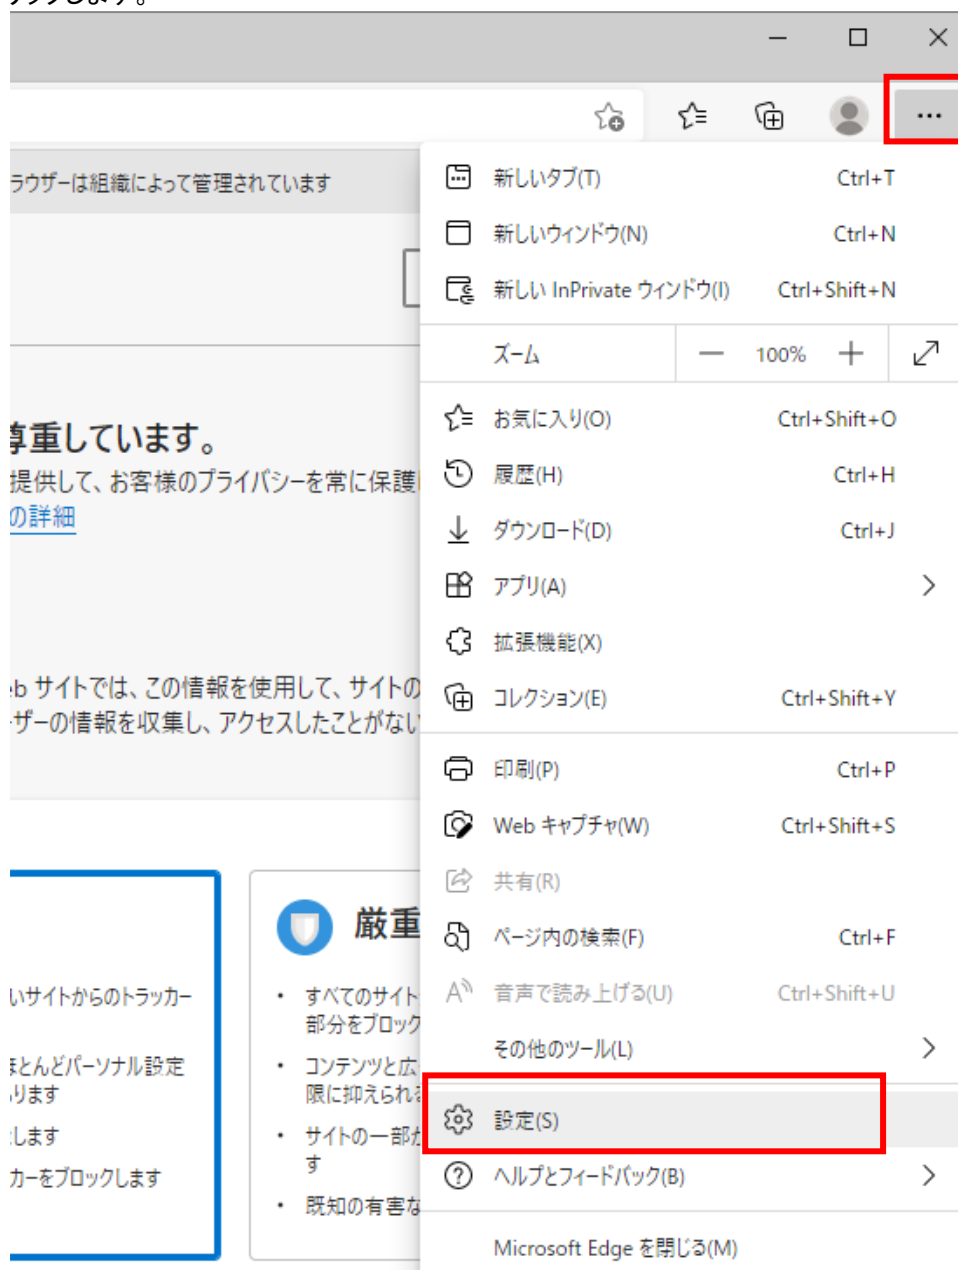 ラウザーは組織によって管理されています
新しいタブ(T) Ctrl+T
新しいウィンドウ(N) Ctrl+N
新しい InPrivate ウィンドウ(I) Ctrl+Shift+N
ズーム 100%
お気に入り(O) Ctrl+Shift+O
履歴(H) Ctrl+H
ダウンロード(D) Ctrl+J
アプリ(A)
拡張機能(X)
コレクション(E) Ctrl+Shift+Y
印刷(P) Ctrl+P
Web キャプチャ(W) Ctrl+Shift+S
共有(R)
ページ内の検索(F) Ctrl+F
音声で読み上げる(U) Ctrl+Shift+U
その他のツール(L)
設定(S)
ヘルプとフィードバック(B)
Microsoft Edge を閉じる(M)
尊重しています。
提供して、お客様のプライバシーを常に保護
の詳細
eb サイトでは、この情報を使用して、サイトの
ザーの情報を収集し、アクセスしたことがない
いサイトからのトラッカー
ほとんどパーソナル設定
ります
します
カーをブロックします
厳重
• すべてのサイト
部分をブロック
• コンテンツと広
限に抑えられ
• サイトの一部が
す
• 既知の有害な